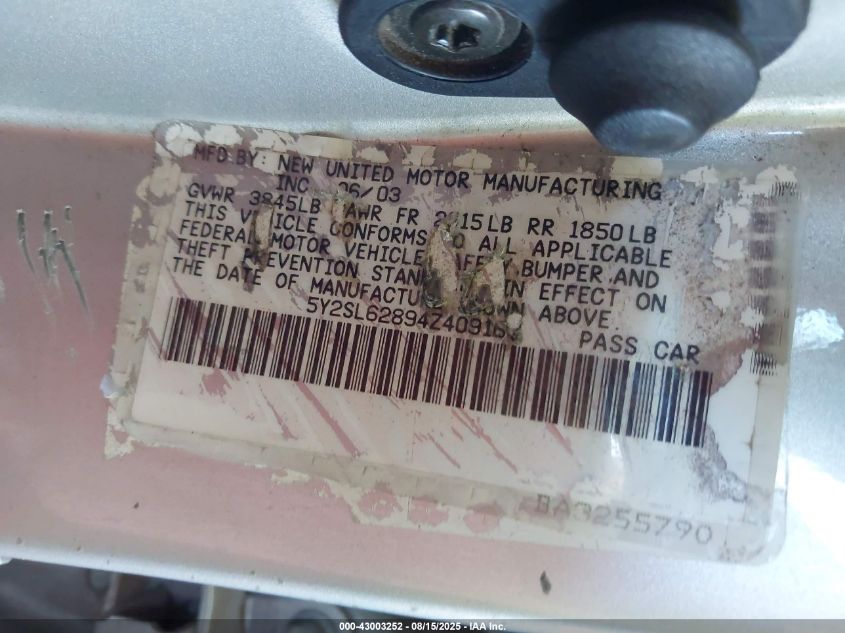 MFD BY: NEW UNITED MOTOR MANUFACTURING
INC 06/03
GVWR 3845LB GAWR FR 2015LB RR 1850LB
THIS VEHICLE CONFORMS TO ALL APPLICABLE
FEDERAL MOTOR VEHICLE SAFETY BUMPER AND
THEFT PREVENTION STANDARDS IN EFFECT ON
THE DATE OF MANUFACTURE SHOWN ABOVE.
PASS CAR
3255790
000-43003252 - 08/15/2025 - IAA Inc.